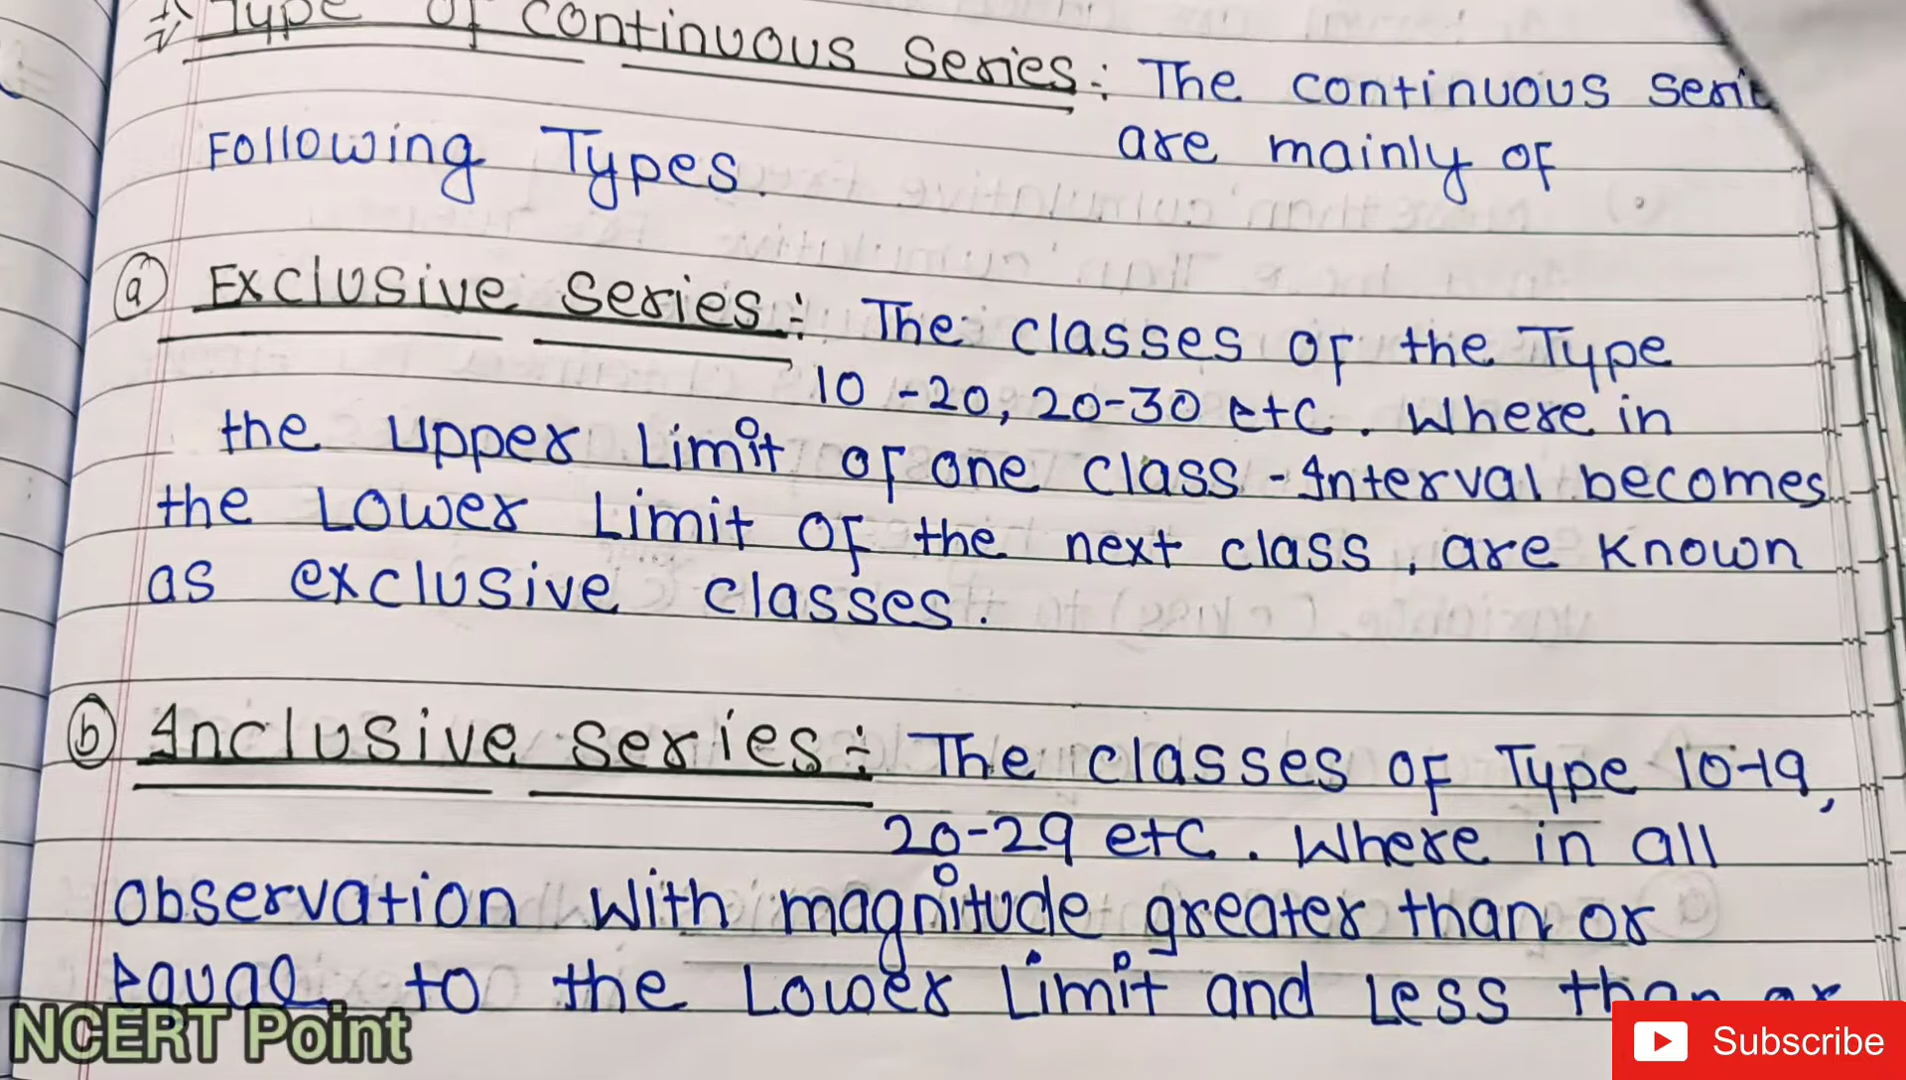 Type of continuous Series: The continuous
are mainly of
Following Types.
(a) Exclusive Series: The classes of the Type
10-20, 20-30 etc. Where in
the Upper Limit of one class-Interval becomes
the Lower Limit of the next class, are known
as exclusive classes.
(b) Inclusive series: The classes of Type 10-19,
20-29 etc. Where in all
observation with magnitude greater than or
Equal to the Lower Limit and Less than or
NCERT Point
Subscribe